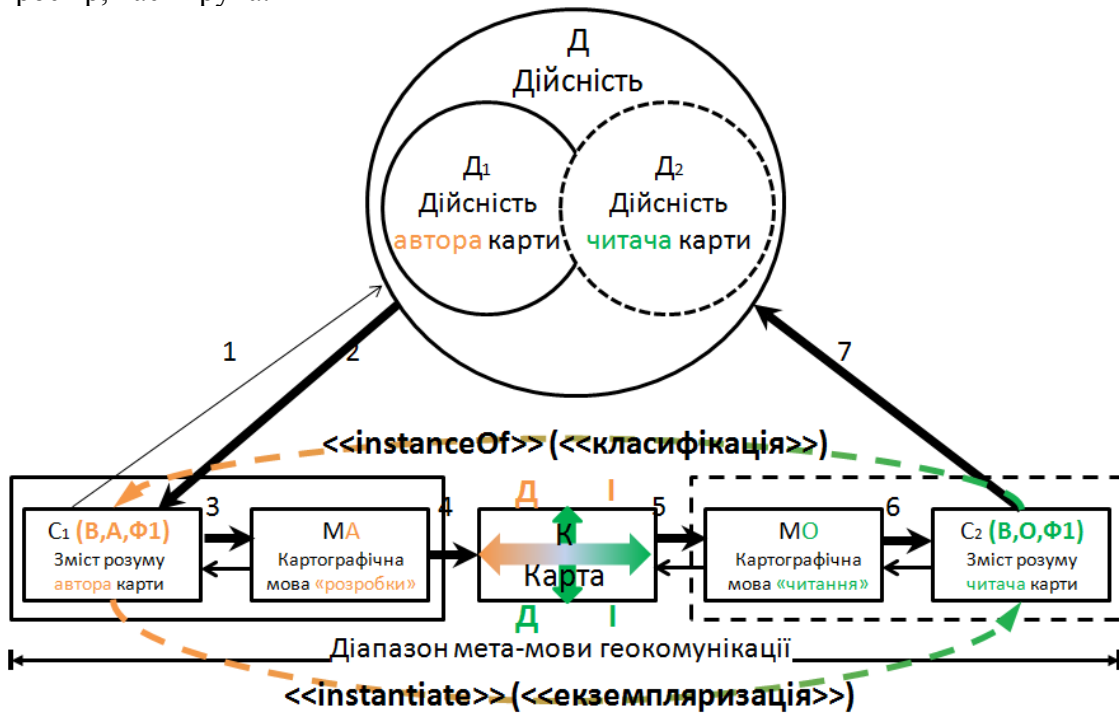 Д
Дійсність
Д1
Дійсність
автора карти
Д2
Дійсність
читача карти
1
2
7
<<instanceOf>> (<<класифікація>>)
3
4
5
6
Д І
С1 (В,А,Ф1)
Зміст розуму
автора карти
МА
Картографічна
мова «розробки»
К
Карта
МО
Картографічна
мова «читання»
С2 (В,О,Ф1)
Зміст розуму
читача карти
Д І
Діапазон мета-мови геокомунікації
<<instantiate>> (<<екземпляризація>>)